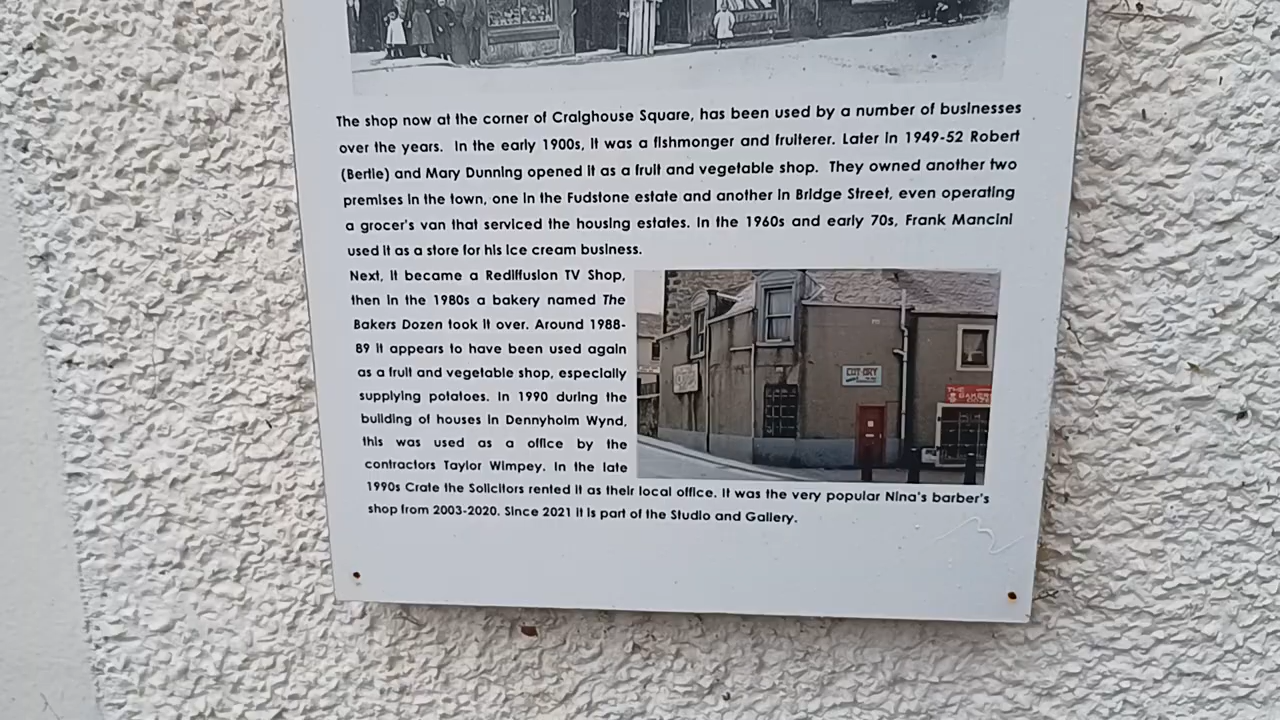 The shop now at the corner of Craighouse Square, has been used by a number of businesses
over the years. In the early 1900s, it was a fishmonger and fruiterer. Later in 1949-52 Robert
(Bertie) and Mary Dunning opened it as a fruit and vegetable shop. They owned another two
premises in the town, one in the Fudstone estate and another in Bridge Street, even operating
a grocer's van that serviced the housing estates. In the 1960s and early 70s, Frank Mancini
used it as a store for his ice cream business.
Next, it became a Rediffusion TV Shop,
then in the 1980s a bakery named The
Bakers Dozen took it over. Around 1988-
89 it appears to have been used again
as a fruit and vegetable shop, especially
supplying potatoes. In 1990 during the
building of houses in Dennyholm Wynd,
this was used as a office by the
contractors Taylor Wimpey. In the late
1990s Crate the Solicitors rented it as their local office. It was the very popular Nina's barber's
shop from 2003-2020. Since 2021 it is part of the Studio and Gallery.
CUT-DRY
THE
BAKERS